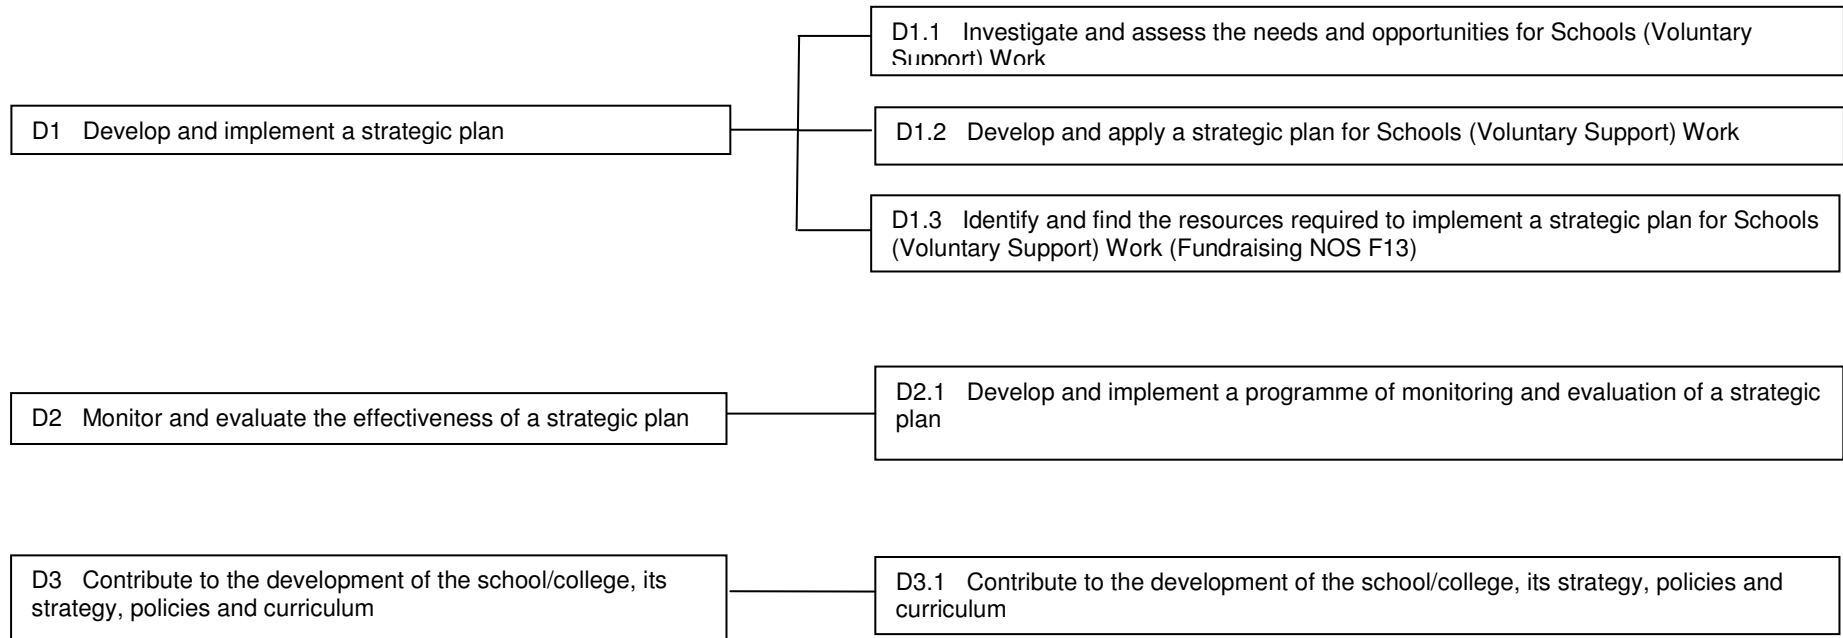 D1.1 Investigate and assess the needs and opportunities for Schools (Voluntary
Support) Work
D1 Develop and implement a strategic plan
D1.2 Develop and apply a strategic plan for Schools (Voluntary Support) Work
D1.3 Identify and find the resources required to implement a strategic plan for Schools
(Voluntary Support) Work (Fundraising NOS F13)
D2 Monitor and evaluate the effectiveness of a strategic plan
D2.1 Develop and implement a programme of monitoring and evaluation of a strategic
plan
D3 Contribute to the development of the school/college, its
strategy, policies and curriculum
D3.1 Contribute to the development of the school/college, its strategy, policies and
curriculum